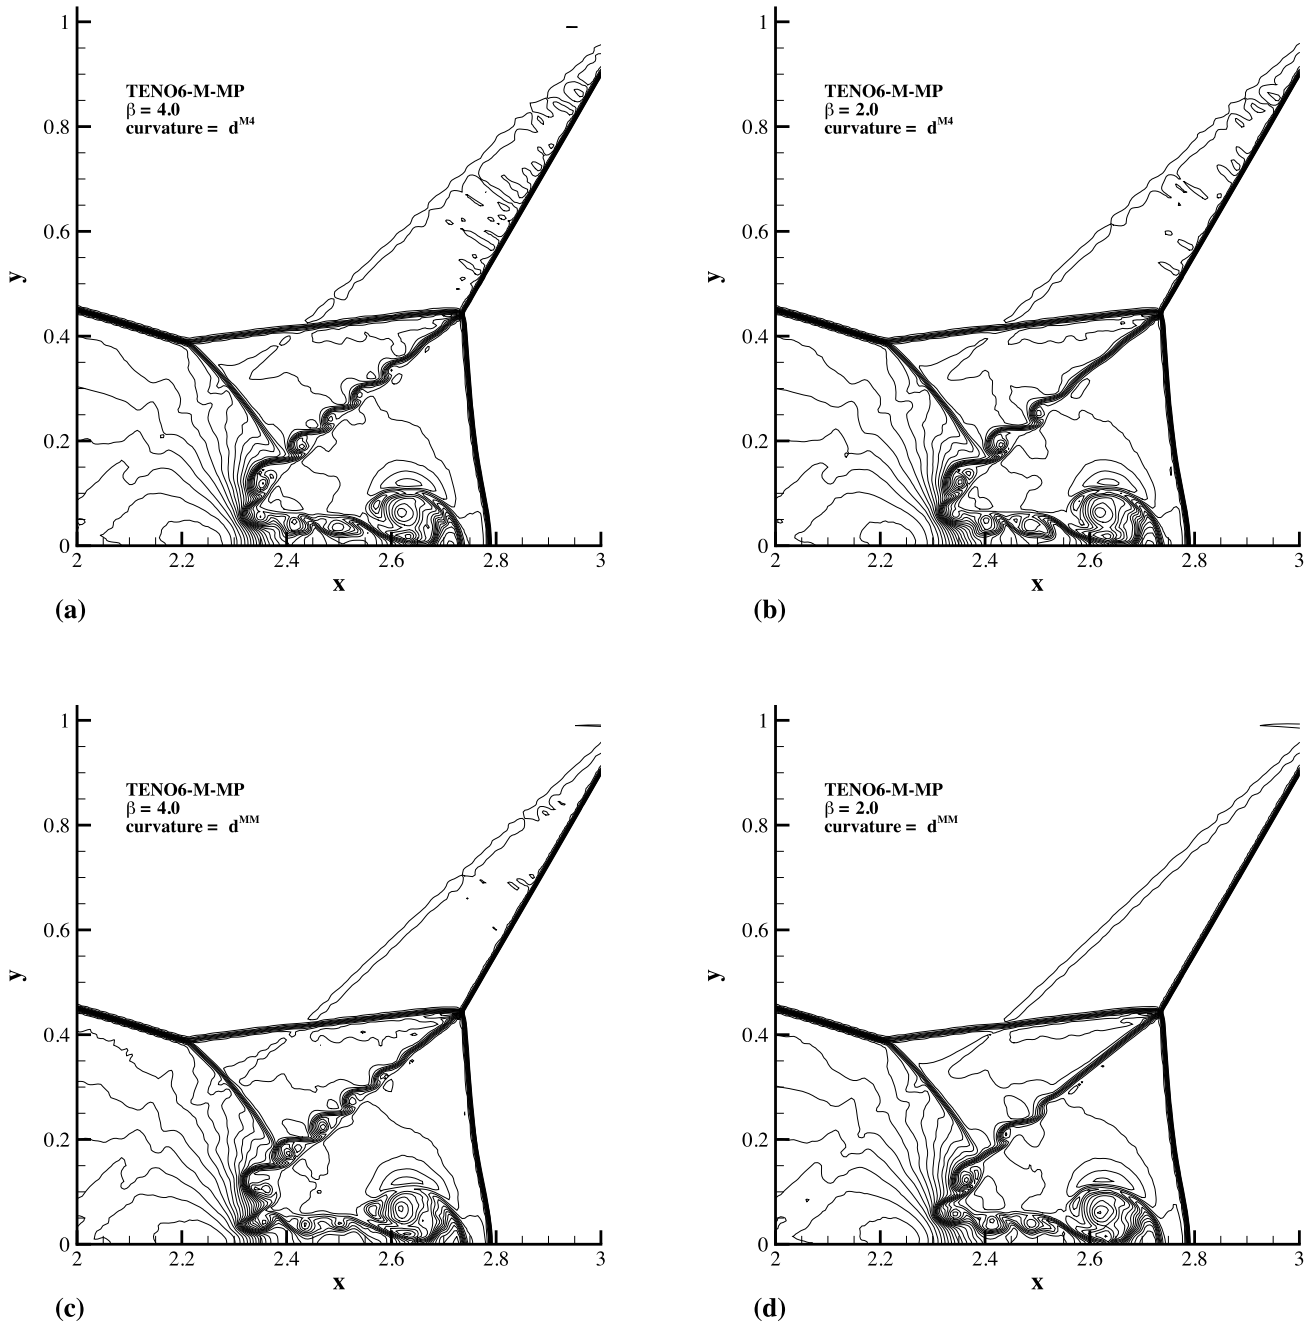 1
0.8
0.6
0.4
0.2
0
y
TENO6-M-MP
β = 4.0
curvature = d^M4
2
2.2
2.4
2.6
2.8
3
x
(a)
1
0.8
0.6
0.4
0.2
0
y
TENO6-M-MP
β = 2.0
curvature = d^M4
2
2.2
2.4
2.6
2.8
3
x
(b)
1
0.8
0.6
0.4
0.2
0
y
TENO6-M-MP
β = 4.0
curvature = d^MM
2
2.2
2.4
2.6
2.8
3
x
(c)
1
0.8
0.6
0.4
0.2
0
y
TENO6-M-MP
β = 2.0
curvature = d^MM
2
2.2
2.4
2.6
2.8
3
x
(d)